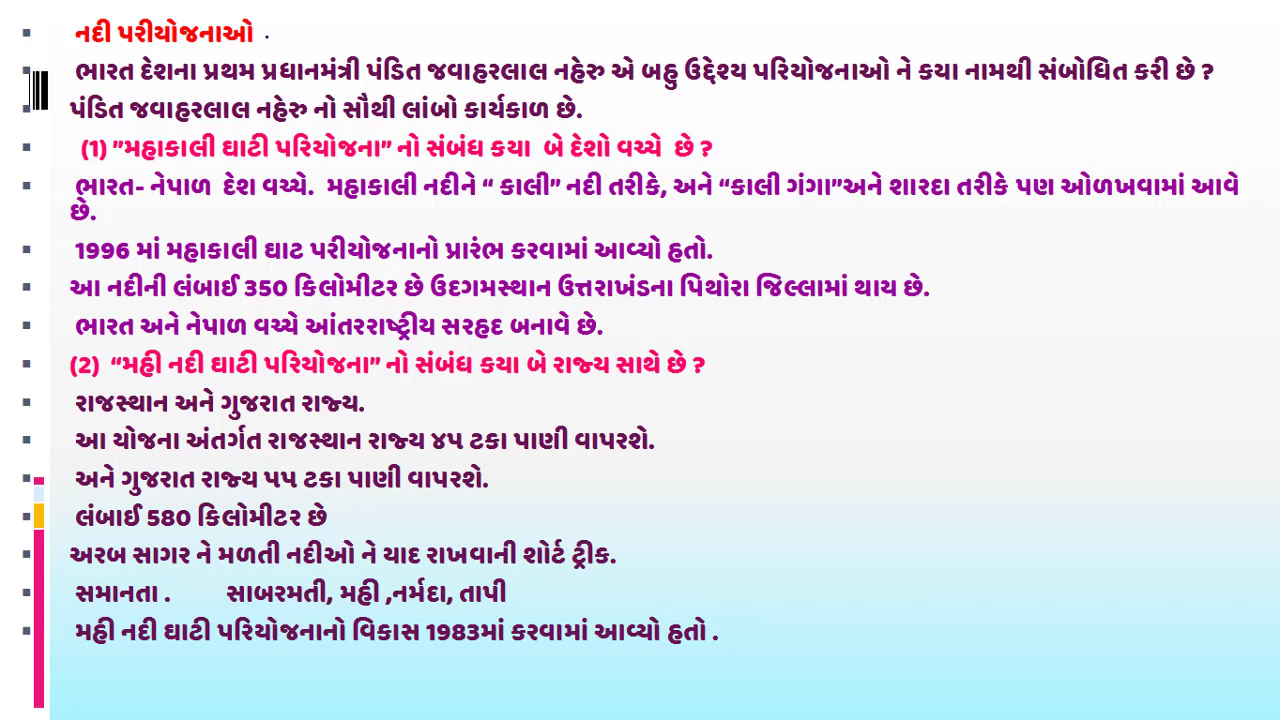 નદી પરીયોજનાઓ .
ભારત દેશના પ્રથમ પ્રધાનમંત્રી પંડિત જવાહરલાલ નહેરુ એ બહુ ઉદ્દેશ્ય પરિયોજનાઓ ને કયા નામથી સંબોધિત કરી છે ?
પંડિત જવાહરલાલ નહેરુ નો સૌથી લાંબો કાર્યકાળ છે.
(1) ”મહાકાલી ઘાટી પરિયોજના” નો સંબંધ કયા બે દેશો વચ્ચે છે ?
ભારત- નેપાળ દેશ વચ્ચે. મહાકાલી નદીને “ કાલી” નદી તરીકે, અને “કાલી ગંગા”અને શારદા તરીકે પણ ઓળખવામાં આવે
છે.
1996 માં મહાકાલી ઘાટ પરીયોજનાનો પ્રારંભ કરવામાં આવ્યો હતો.
આ નદીની લંબાઈ 350 કિલોમીટર છે ઉદગમસ્થાન ઉત્તરાખંડના પિથોરા જિલ્લામાં થાય છે.
ભારત અને નેપાળ વચ્ચે આંતરરાષ્ટ્રીય સરહદ બનાવે છે.
(2) “મહી નદી ઘાટી પરિયોજના” નો સંબંધ કયા બે રાજ્ય સાથે છે ?
રાજસ્થાન અને ગુજરાત રાજ્ય.
આ યોજના અંતર્ગત રાજસ્થાન રાજ્ય ૪૫ ટકા પાણી વાપરશે.
અને ગુજરાત રાજ્ય ૫૫ ટકા પાણી વાપરશે.
લંબાઈ 580 કિલોમીટર છે
અરબ સાગર ને મળતી નદીઓ ને યાદ રાખવાની શોર્ટ ટ્રીક.
સમાનતા . સાબરમતી, મહી ,નર્મદા, તાપી
મહી નદી ઘાટી પરિયોજનાનો વિકાસ 1983માં કરવામાં આવ્યો હતો .